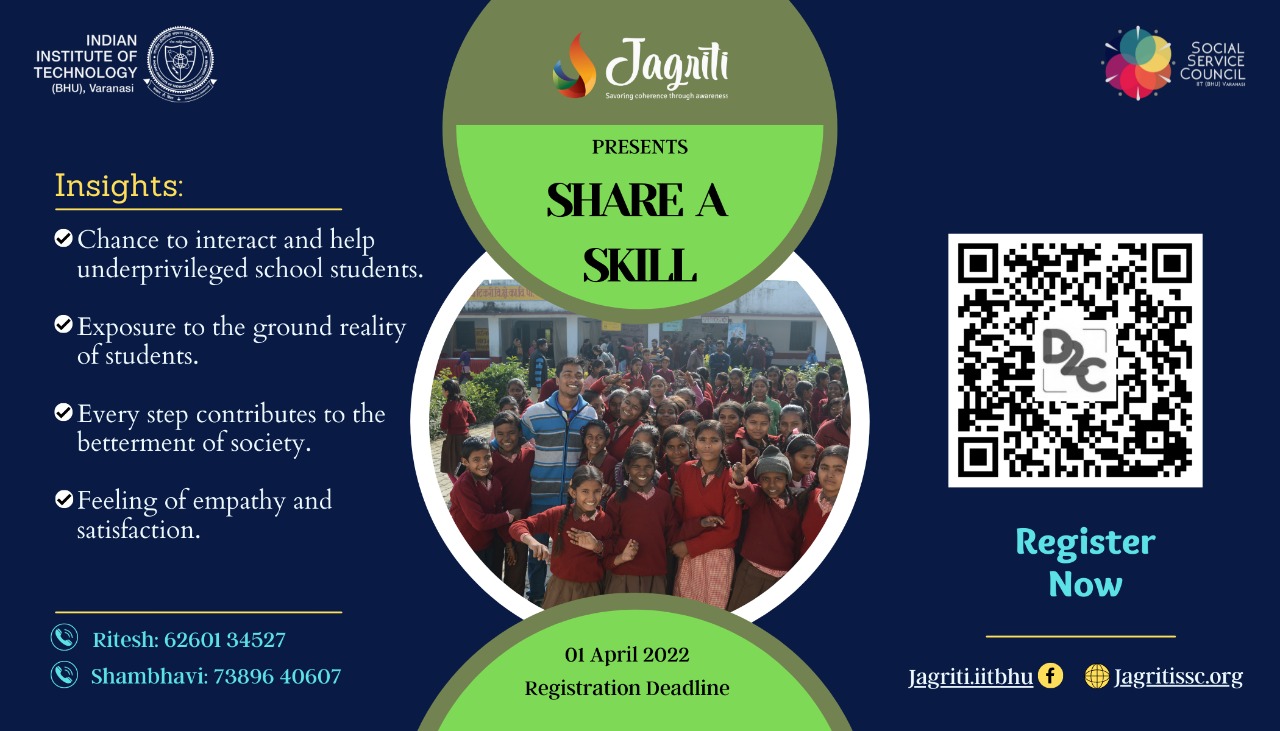 INDIAN
INSTITUTE OF
TECHNOLOGY
(BHU), Varanasi
Jagriti
Savoring coherence through awareness
SOCIAL
SERVICE
COUNCIL
IIT (BHU) VARANASI
PRESENTS
SHARE A
SKILL
Insights:
Chance to interact and help
underprivileged school students.
Exposure to the ground reality
of students.
Every step contributes to the
betterment of society.
Feeling of empathy and
satisfaction.
Ritesh: 62601 34527
Shambhavi: 73896 40607
01 April 2022
Registration Deadline
D2C
Register
Now
Jagriti.iitbhu
Jagritissc.org